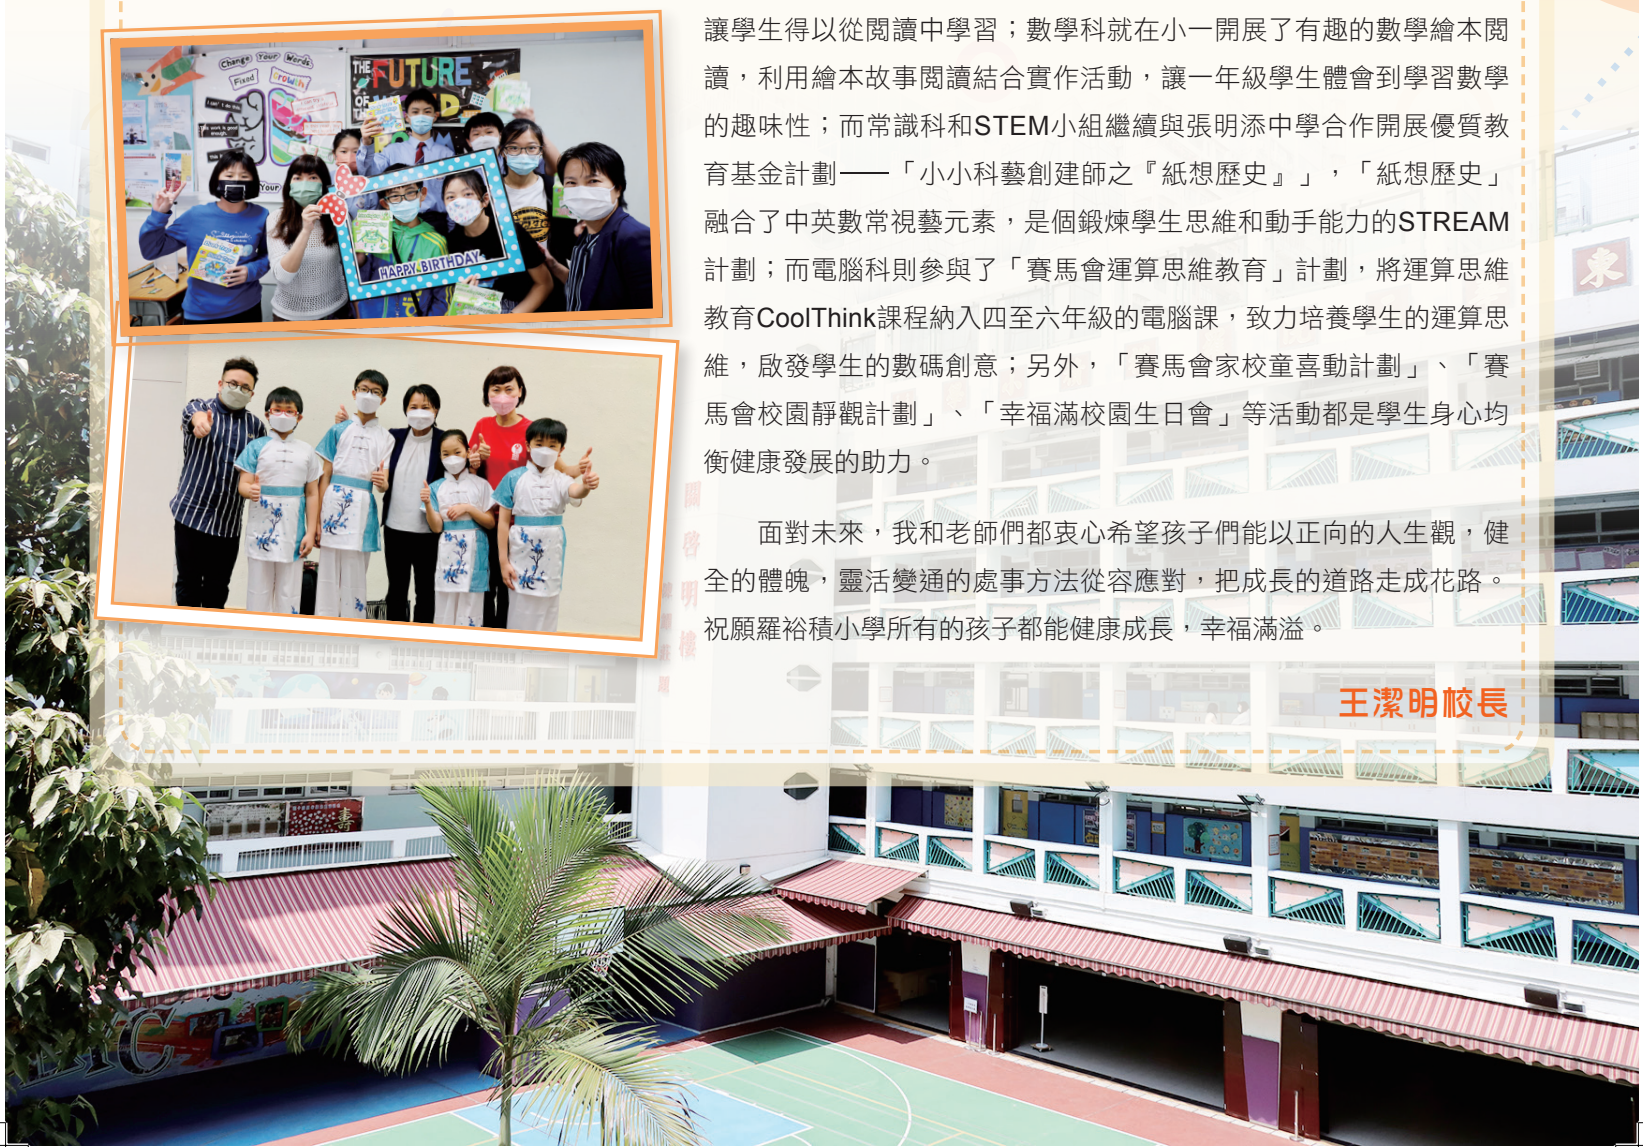 讓學生得以從閱讀中學習；數學科就在小一開展了有趣的數學繪本閱
讀，利用繪本故事閱讀結合實作活動，讓一年級學生體會到學習數學
的趣味性；而常識科和STEM小組繼續與張明添中學合作開展優質教
育基金計劃——「小小科藝創建師之『紙想歷史』」，「紙想歷史」
融合了中英數常視藝元素，是個鍛煉學生思維和動手能力的STREAM
計劃；而電腦科則參與了「賽馬會運算思維教育」計劃，將運算思維
教育CoolThink課程納入四至六年級的電腦課，致力培養學生的運算思
維，啟發學生的數碼創意；另外，「賽馬會家校童喜動計劃」、「賽
馬會校園靜觀計劃」、「幸福滿校園生日會」等活動都是學生身心均
衡健康發展的助力。
面對未來，我和老師們都衷心希望孩子們能以正向的人生觀，健
全的體魄，靈活變通的處事方法從容應對，把成長的道路走成花路。
祝願羅裕積小學所有的孩子都能健康成長，幸福滿溢。
王潔明校長
Change Your Words
Fixed
Growth
THE FUTURE
OF
HAPPY BIRTHDAY
東
關啓明樓
壽